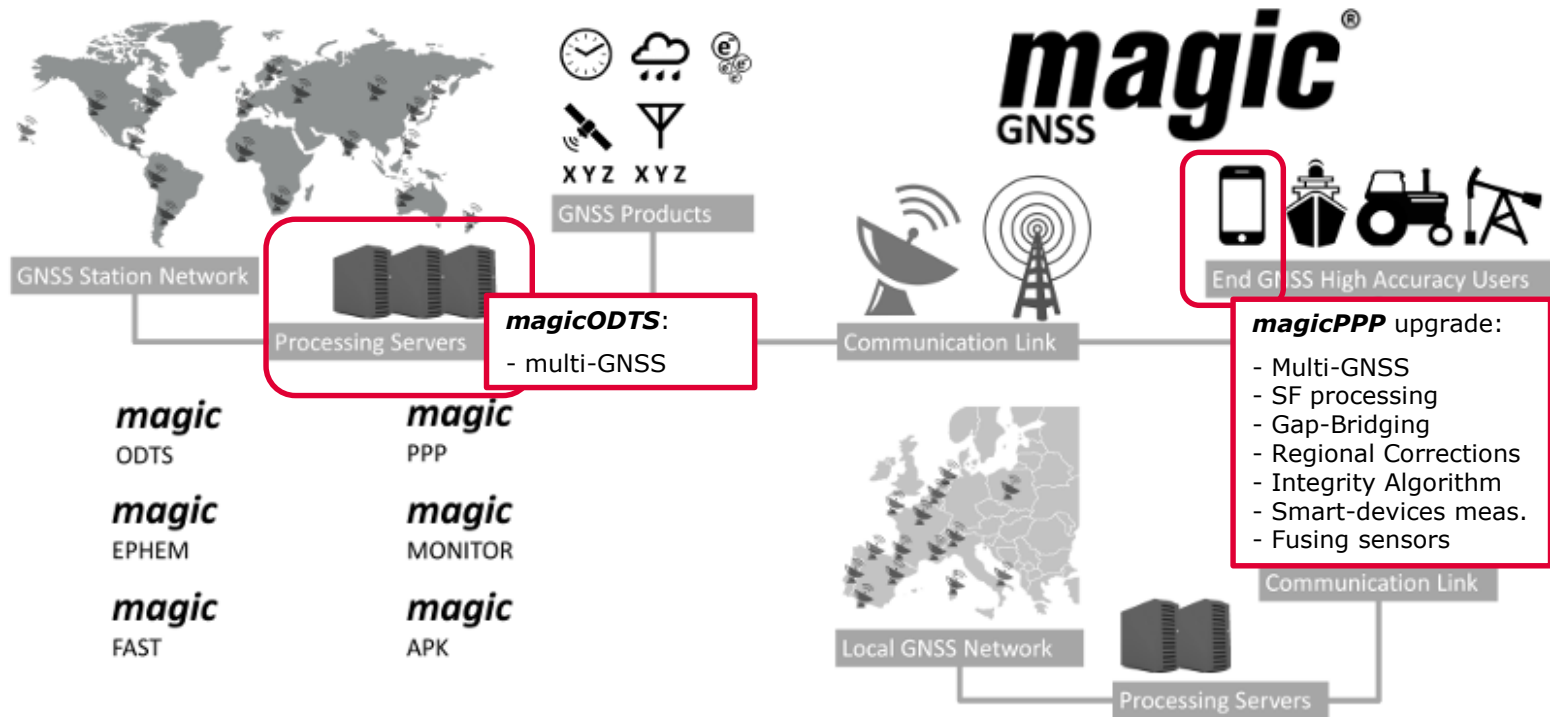 magic®
GNSS
X Y Z X Y Z
GNSS Products
GNSS Station Network
Processing Servers
magicODTS:
- multi-GNSS
Communication Link
End GNSS High Accuracy Users
magicPPP upgrade:
- Multi-GNSS
- SF processing
- Gap-Bridging
- Regional Corrections
- Integrity Algorithm
- Smart-devices meas.
- Fusing sensors
magic
ODTS
magic
PPP
magic
EPHEM
magic
MONITOR
magic
FAST
magic
APK
Local GNSS Network
Processing Servers
Communication Link